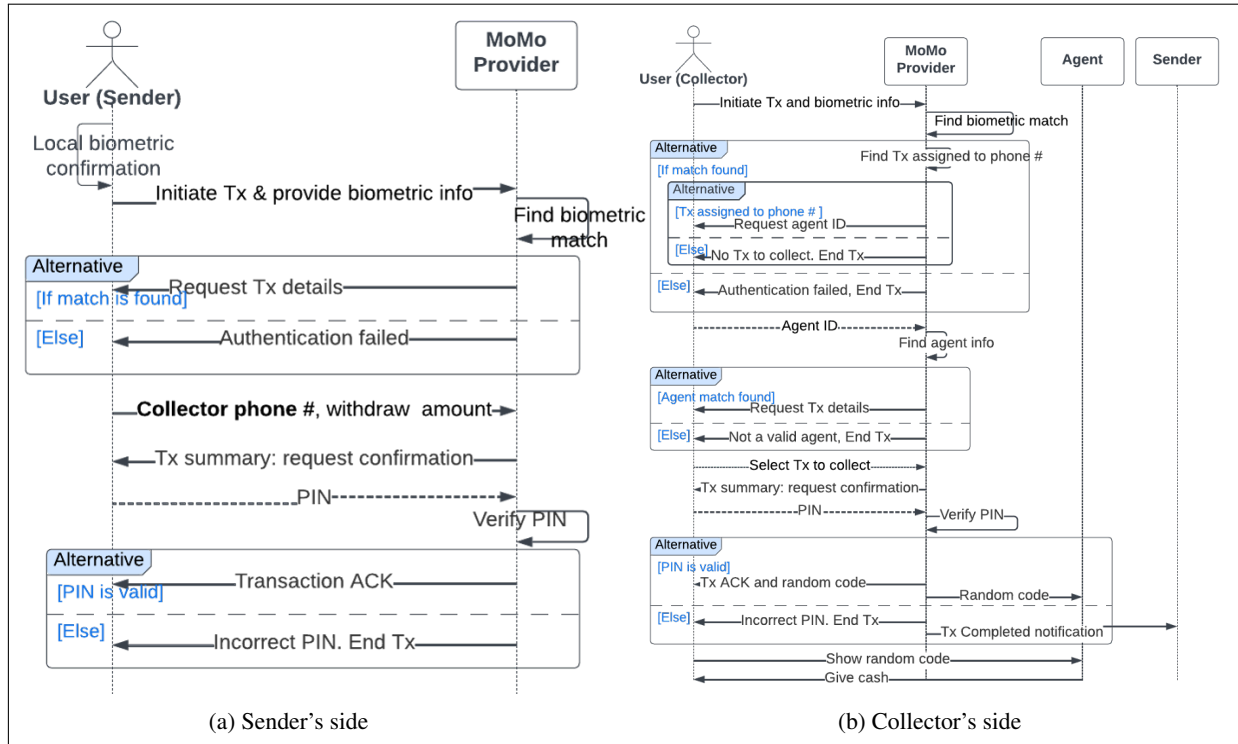 User (Sender)
MoMo
Provider
Local biometric
confirmation
Initiate Tx & provide biometric info
Find biometric
match
Alternative
Request Tx details
[If match is found]
[Else]
Authentication failed
Collector phone #, withdraw amount
Tx summary: request confirmation
PIN
Verify PIN
Alternative
Transaction ACK
[PIN is valid]
[Else]
Incorrect PIN. End Tx
(a) Sender's side
User (Collector)
MoMo
Provider
Agent
Sender
Initiate Tx and biometric info
Find biometric match
Alternative
Find Tx assigned to phone #
[If match found]
Alternative
[Tx assigned to phone # ]
Request agent ID
[Else]
No Tx to collect. End Tx
[Else]
Authentication failed, End Tx
Agent ID
Find agent info
Alternative
[Agent match found]
Request Tx details
[Else]
Not a valid agent, End Tx
Select Tx to collect
Tx summary: request confirmation
PIN
Verify PIN
Alternative
[PIN is valid]
Tx ACK and random code
Random code
[Else]
Incorrect PIN. End Tx
Tx Completed notification
Show random code
Give cash
(b) Collector's side